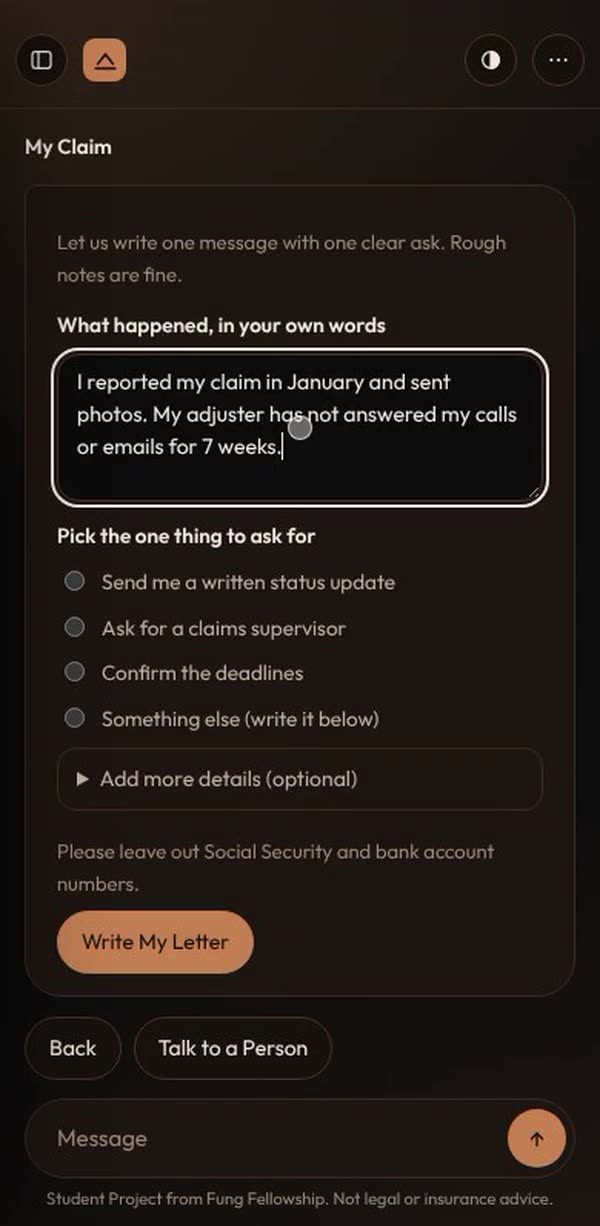 My Claim
Let us write one message with one clear ask. Rough
notes are fine.
What happened, in your own words
I reported my claim in January and sent
photos. My adjuster has not answered my calls
or emails for 7 weeks.
Pick the one thing to ask for
Send me a written status update
Ask for a claims supervisor
Confirm the deadlines
Something else (write it below)
Add more details (optional)
Please leave out Social Security and bank account
numbers.
Write My Letter
Back
Talk to a Person
Message
Student Project from Fung Fellowship. Not legal or insurance advice.